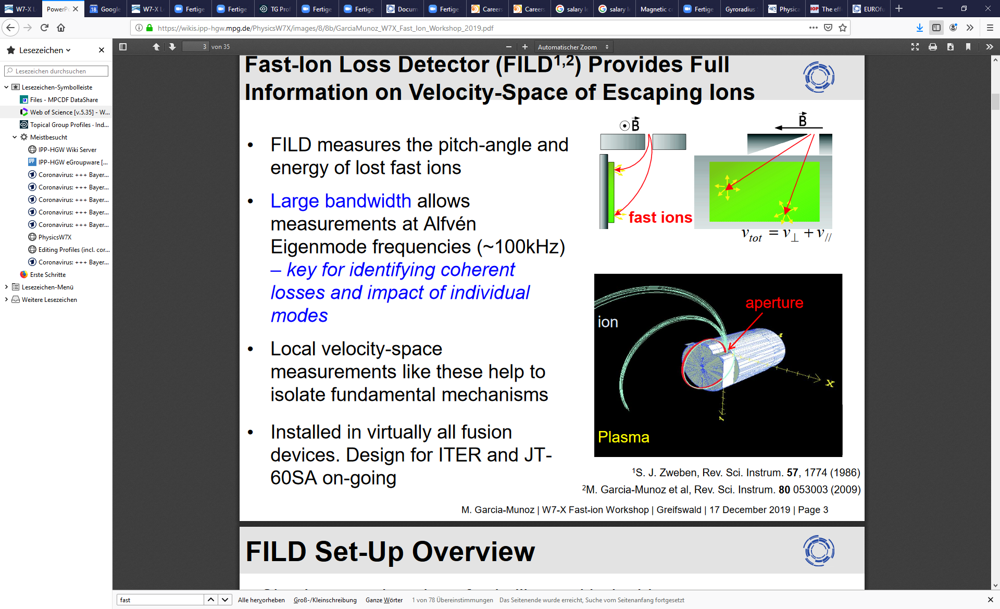 W7-X L
PowerPo
Google
W7-X L
Fertige
Fertige
TG Prof
Fertige
Fertige
Docum
Fertige
Careers
Careers
salary le
salary le
Magnetic co
Fertige
Gyroradius
Physica
The eff
EUROfu
https://wikis.ipp-hgw.mpg.de/PhysicsW7X/images/8/8b/GarciaMunoz_W7X_Fast_Ion_Workshop_2019.pdf
Lesezeichen
3 von 35
Automatischer Zoom
Lesezeichen durchsuchen
Lesezeichen-Symbolleiste
Files - MPCDF DataShare
Web of Science [v.5.35] - W...
Topical Group Profiles · Ind...
Meistbesucht
IPP-HGW Wiki Server
IPP-HGW eGroupware [...
Coronavirus: +++ Bayer...
Coronavirus: +++ Bayer...
Coronavirus: +++ Bayer...
Coronavirus: +++ Bayer...
Coronavirus: +++ Bayer...
PhysicsW7X
Editing Profiles (incl. cor...
Coronavirus: +++ Bayer...
Erste Schritte
Lesezeichen-Menü
Weitere Lesezeichen
Fast-Ion Loss Detector (FILD1,2) Provides Full
Information on Velocity-Space of Escaping Ions
• FILD measures the pitch-angle and
energy of lost fast ions
• Large bandwidth allows
measurements at Alfvén
Eigenmode frequencies (~100kHz)
– key for identifying coherent
losses and impact of individual
modes
• Local velocity-space
measurements like these help to
isolate fundamental mechanisms
• Installed in virtually all fusion
devices. Design for ITER and JT-
60SA on-going
B
B
fast ions
vtot = v⊥ + v//
aperture
ion
z
x
Y
Plasma
1S. J. Zweben, Rev. Sci. Instrum. 57, 1774 (1986)
2M. Garcia-Munoz et al, Rev. Sci. Instrum. 80 053003 (2009)
M. Garcia-Munoz | W7-X Fast-ion Workshop | Greifswald | 17 December 2019 | Page 3
FILD Set-Up Overview
fast
Alle hervorheben
Groß-/Kleinschreibung
Ganze Wörter
1 von 78 Übereinstimmungen
Das Seitenende wurde erreicht, Suche vom Seitenanfang fortgesetzt